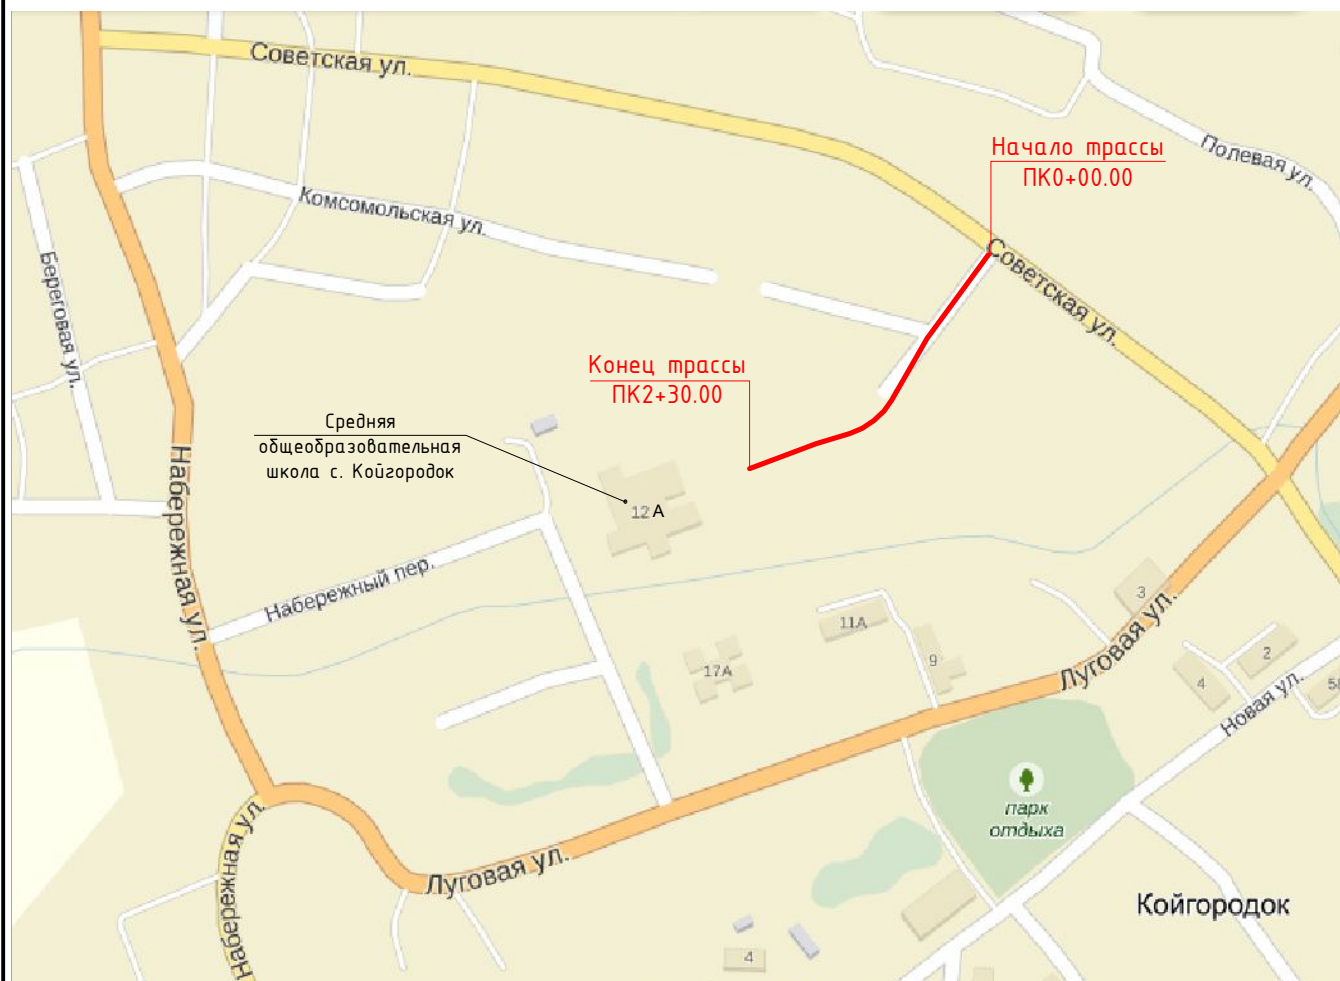 Советская ул.
Начало трассы
ПК0+00.00
Полевая ул.
Комсомольская ул.
Береговая ул.
Советская ул.
Конец трассы
ПК2+30.00
Средняя
общеобразовательная
школа с. Койгородок
12 А
Набережная ул.
Набережный пер.
3
11А
9
17А
Луговая ул.
2
4
58
Новая ул.
парк
отдыха
Луговая ул.
Набережная ул.
Койгородок
4